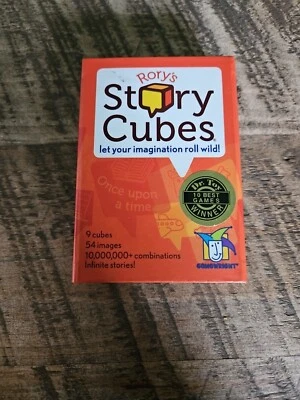 Rory's
Story
Cubes
let your imagination roll wild!
Once upon
a time...
Dr. Toy
10 BEST
GAMES
WINNER
9 cubes
54 images
10,000,000+ combinations
Infinite stories!
GAMEWRIGHT